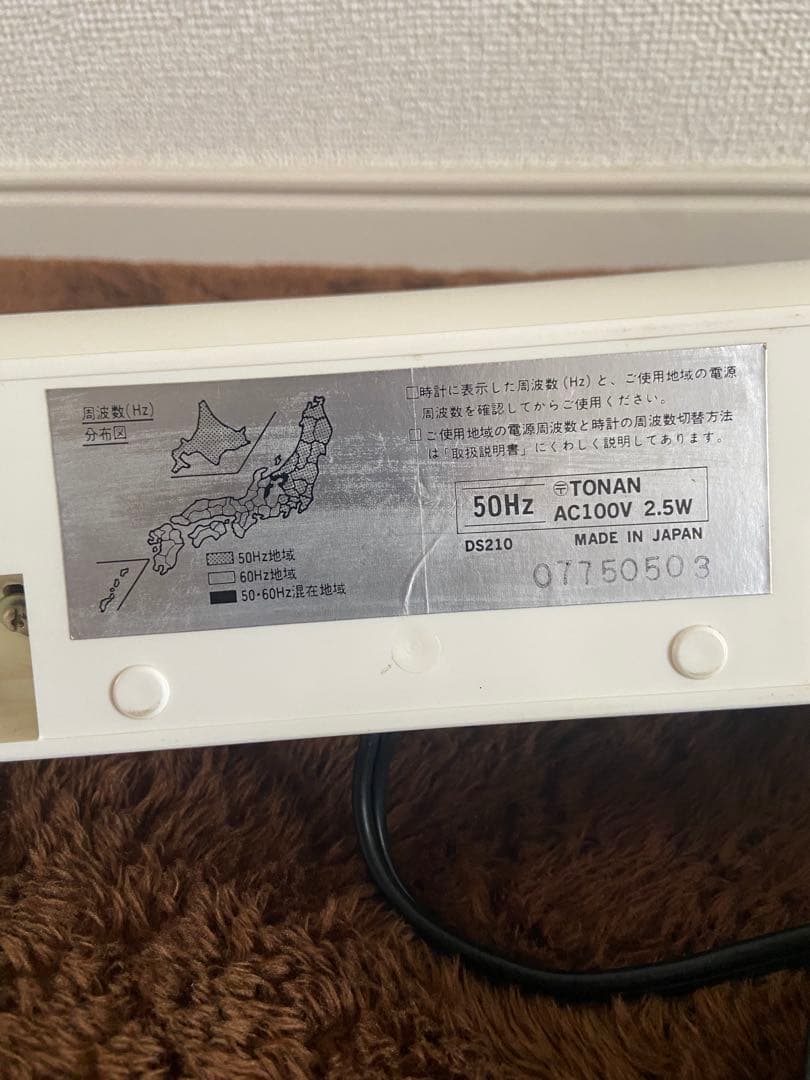 周波数(Hz)
分布図
50Hz地域
60Hz地域
50・60Hz混在地域
□時計に表示した周波数(Hz)と、ご使用地域の電源
周波数を確認してからご使用ください。
□ご使用地域の電源周波数と時計の周波数切替方法
は「取扱説明書」にくわしく説明してあります。
50Hz
〒TONAN
AC100V 2.5W
DS210
MADE IN JAPAN
07750503